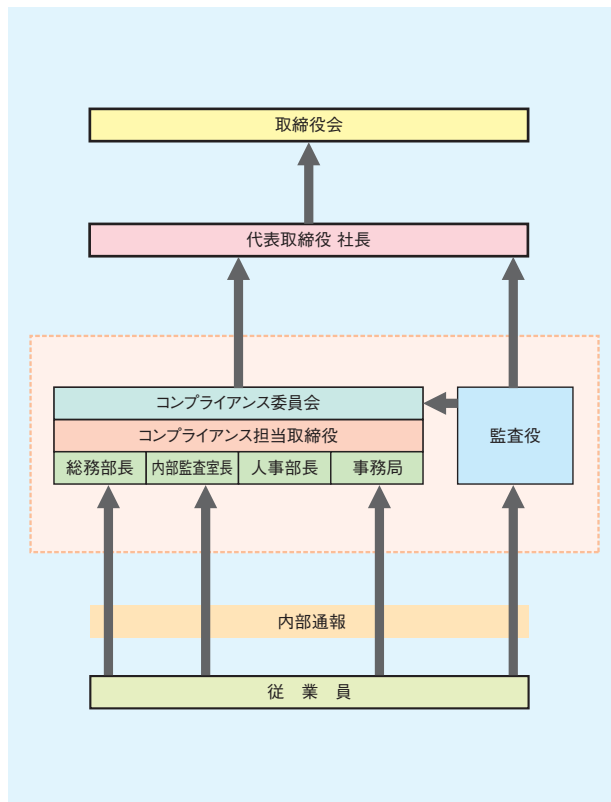 取締役会
代表取締役 社長
コンプライアンス委員会
コンプライアンス担当取締役
総務部長
内部監査室長
人事部長
事務局
監査役
内部通報
従　業　員